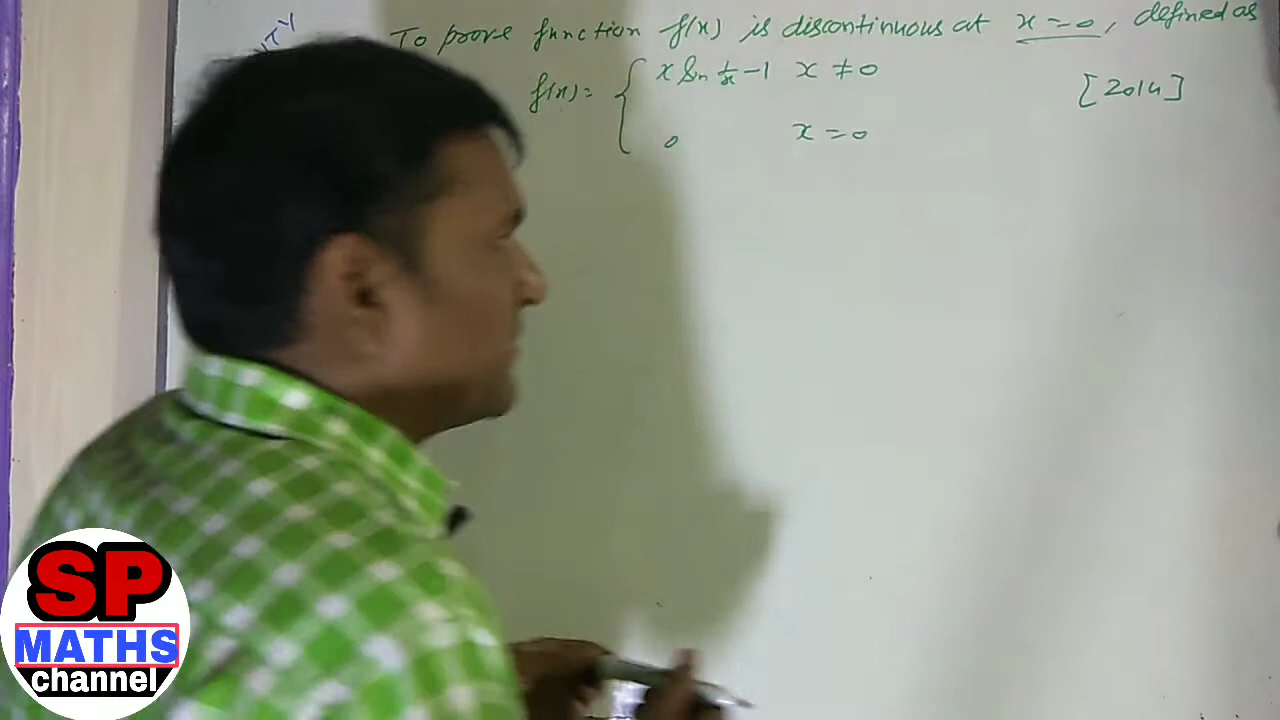 To prove function f(x) is discontinuous at x = 0, defined as
f(x) = { x sin 1/x - 1 x ≠ 0
[2014]
0 x = 0
SP
MATHS
channel